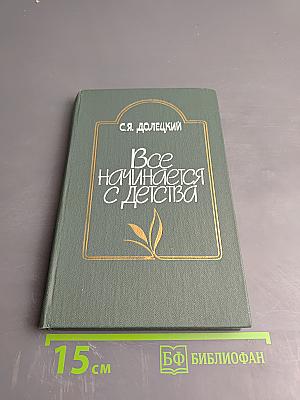 С.Я. ДОЛЕЦКИЙ
Все
начинается
с детства
15 см
БФ БИБЛИОФАН